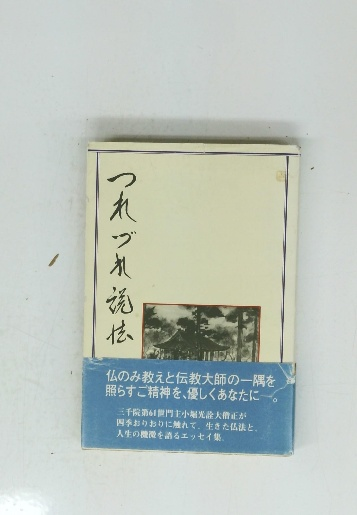 つれづれ説法
仏のみ教えと伝教大師の一隅を
照らすご精神を、優しくあなたに──。
三千院第61世門主小堀光詮大僧正が
四季おりおりに触れて、生きた仏法と、
人生の機微を語るエッセイ集。